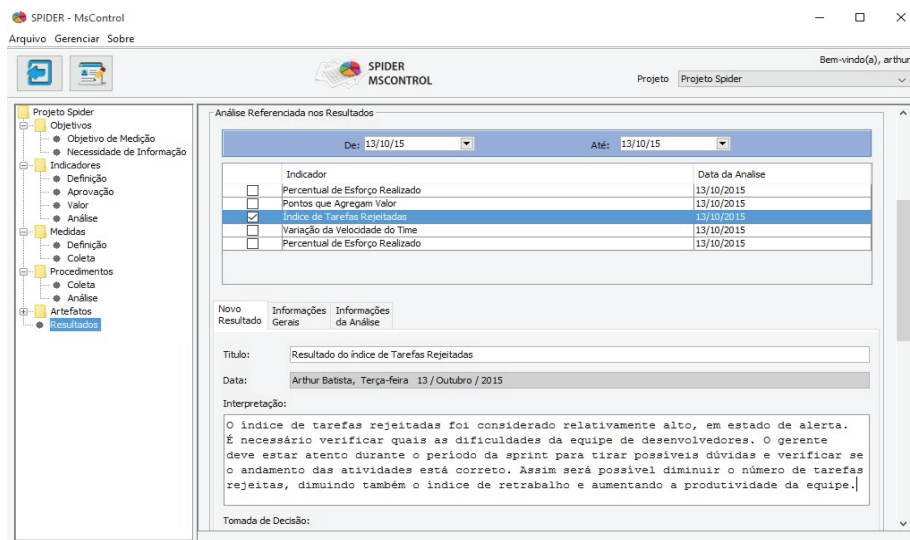 SPIDER - MsControl
Arquivo Gerenciar Sobre
SPIDER
MSCONTROL
Bem-vindo(a), arthur
Projeto Projeto Spider
Projeto Spider
Objetivos
Objetivo de Medição
Necessidade de Informação
Indicadores
Definição
Aprovação
Valor
Análise
Medidas
Definição
Coleta
Procedimentos
Coleta
Análise
Artefatos
Resultados
Análise Referenciada nos Resultados
De: 13/10/15 Até: 13/10/15
Indicador Data da Analise
Percentual de Esforço Realizado 13/10/2015
Pontos que Agregam Valor 13/10/2015
Índice de Tarefas Rejeitadas 13/10/2015
Variação da Velocidade do Time 13/10/2015
Percentual de Esforço Realizado 13/10/2015
Novo Resultado
Informações Gerais
Informações da Análise
Titulo: Resultado do índice de Tarefas Rejeitadas
Data: Arthur Batista, Terça-feira 13 / Outubro / 2015
Interpretação:
O índice de tarefas rejeitadas foi considerado relativamente alto, em estado de alerta.
É necessário verificar quais as dificuldades da equipe de desenvolvedores. O gerente
deve estar atento durante o período da sprint para tirar possíveis dúvidas e verificar se
o andamento das atividades está correto. Assim será possível diminuir o número de tarefas
rejeitas, dimuindo também o índice de retrabalho e aumentando a produtividade da equipe.
Tomada de Decisão: